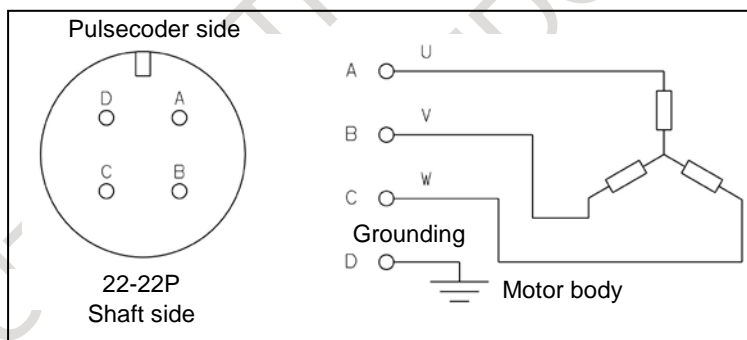 Pulsecoder side
D A
C B
22-22P
Shaft side
A U
B V
C W
Grounding
D
Motor body